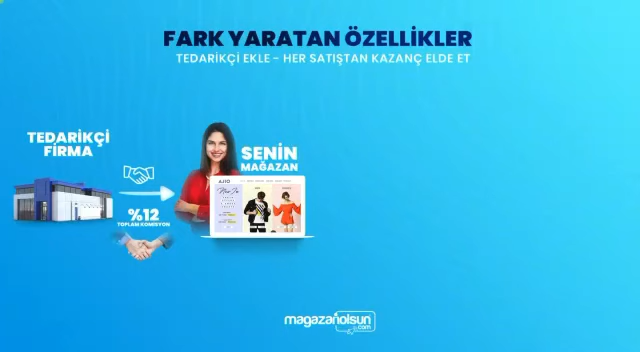 FARK YARATAN ÖZELLİKLER
TEDARİKÇİ EKLE - HER SATIŞTAN KAZANÇ ELDE ET
TEDARİKÇİ
FİRMA
SENİN
MAĞAZAN
AJIO
%12
TOPLAM KOMİSYON
magazanolsun
.com